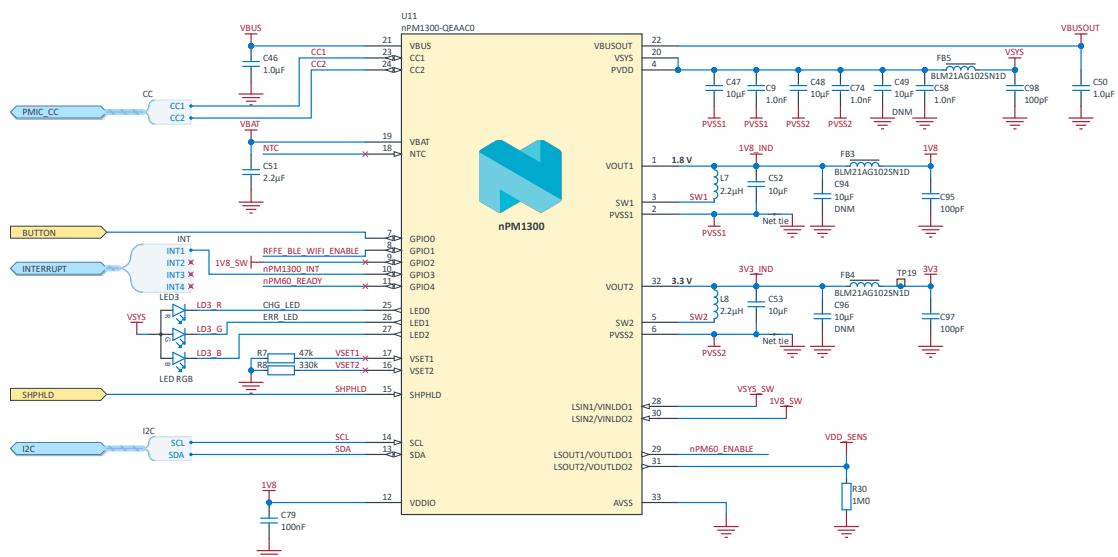 U11
nPM1300-QEAAC0
nPM1300
VBUS
C46
1.0µF
PMIC_CC
CC
CC1
CC2
CC1
CC2
VBAT
NTC
C51
2.2µF
21 VBUS
23 CC1
24 CC2
19 VBAT
18 NTC
BUTTON
INTERRUPT
INT
INT1
INT2
INT3
INT4
RFFE_BLE_WIFI_ENABLE
1V8_SW
nPM1300_INT
nPM60_READY
7 GPIO0
8 GPIO1
9 GPIO2
10 GPIO3
11 GPIO4
LED3
VSYS
R
G
B
LED RGB
LD3_R CHG_LED
LD3_G ERR_LED
LD3_B
25 LED0
26 LED1
27 LED2
R7 47k VSET1
R8 330k VSET2
17 VSET1
16 VSET2
SHPHLD
SHPHLD
15 SHPHLD
I2C
I2C
SCL
SDA
SCL
SDA
14 SCL
13 SDA
1V8
C79
100nF
12 VDDIO
VBUSOUT 22
VSYS 20
PVDD 4
VBUSOUT
C47
10µF
PVSS1
C9
1.0nF
PVSS1
C48
10µF
PVSS2
C74
1.0nF
PVSS2
C49
10µF
DNM
C58
1.0nF
FB5
BLM21AG102SN1D
VSYS
C98
100pF
C50
1.0µF
VOUT1 1 1.8 V
SW1 3
PVSS1 2
SW1
PVSS1
L7
2.2µH
1V8_IND
C52
10µF
Net tie
C94
10µF
DNM
FB3
BLM21AG102SN1D
1V8
C95
100pF
VOUT2 32 3.3 V
SW2 5
PVSS2 6
SW2
PVSS2
L8
2.2µH
3V3_IND
C53
10µF
Net tie
C96
10µF
DNM
FB4
BLM21AG102SN1D
TP19
3V3
C97
100pF
LSIN1/VINLDO1 28
LSIN2/VINLDO2 30
VSYS_SW
1V8_SW
LSOUT1/VOUTLDO1 29 nPM60_ENABLE
LSOUT2/VOUTLDO2 31
VDD_SENS
R30
1M0
AVSS 33